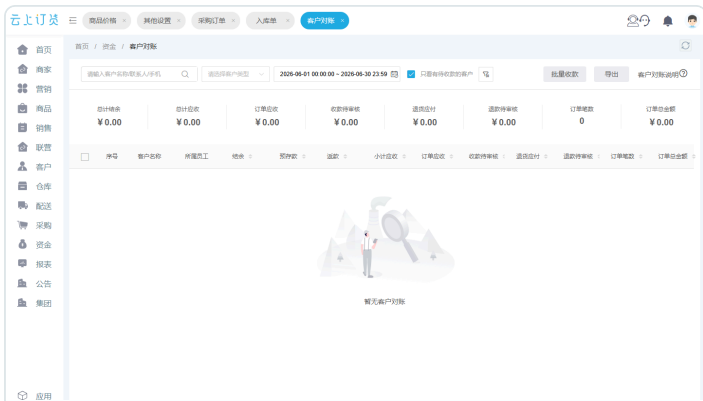 云上订货
商品价格 × 其他设置 × 采购订单 × 入库单 × 客户对账 ×
首页
商家
营销
商品
销售
联营
客户
仓库
配送
采购
资金
报表
公告
集团
应用
首页 / 资金 / 客户对账
请输入客户名称/联系人/手机 请选择客户类型 2026-06-01 00:00:00 ~ 2026-06-30 23:59 只看有待收款的客户 批量收款 导出 客户对账说明
总计结余 总计应收 订单应收 收款待审核 退货应付 退款待审核 订单笔数 订单总金额
¥0.00 ¥0.00 ¥0.00 ¥0.00 ¥0.00 ¥0.00 0 ¥0.00
序号 客户名称 所属员工 结余 预存款 返款 小计应收 订单应收 收款待审核 退货应付 退款待审核 订单笔数 订单总金额
暂无客户对账